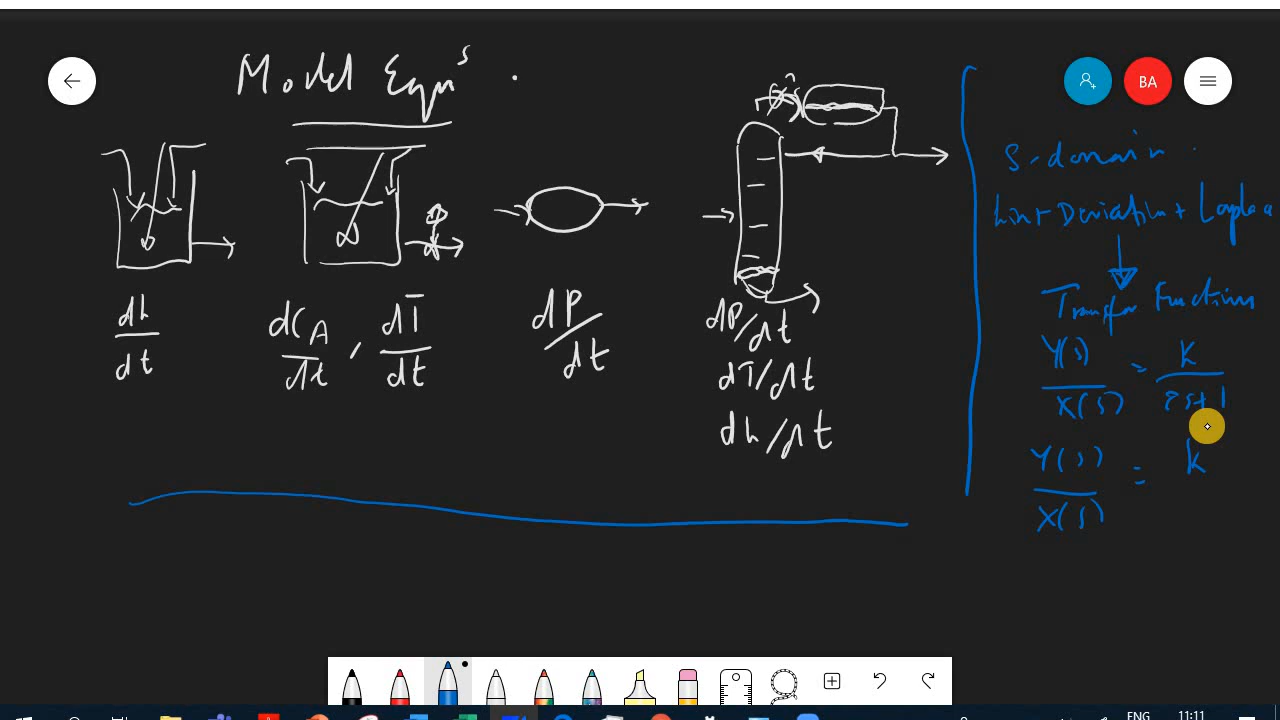 Model Eqn^s.
BA
S-domain.
Lin + Deviation + Laplace
Transfer Functions
dh/dt
dCA/dt, dT/dt
dP/dt
dP/dt
dT/dt
dh/dt
Y(s)/X(s) = K/τs+1
Y(s)/X(s) = K
ENG
11:11